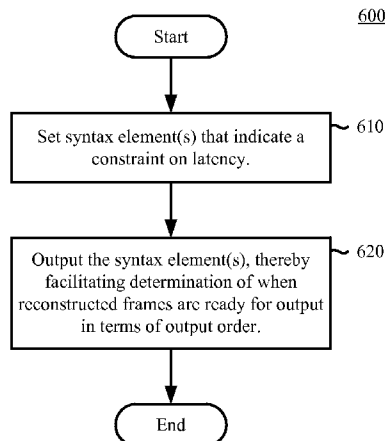 600
Start
Set syntax element(s) that indicate a
constraint on latency.
610
Output the syntax element(s), thereby
facilitating determination of when
reconstructed frames are ready for output
in terms of output order.
620
End